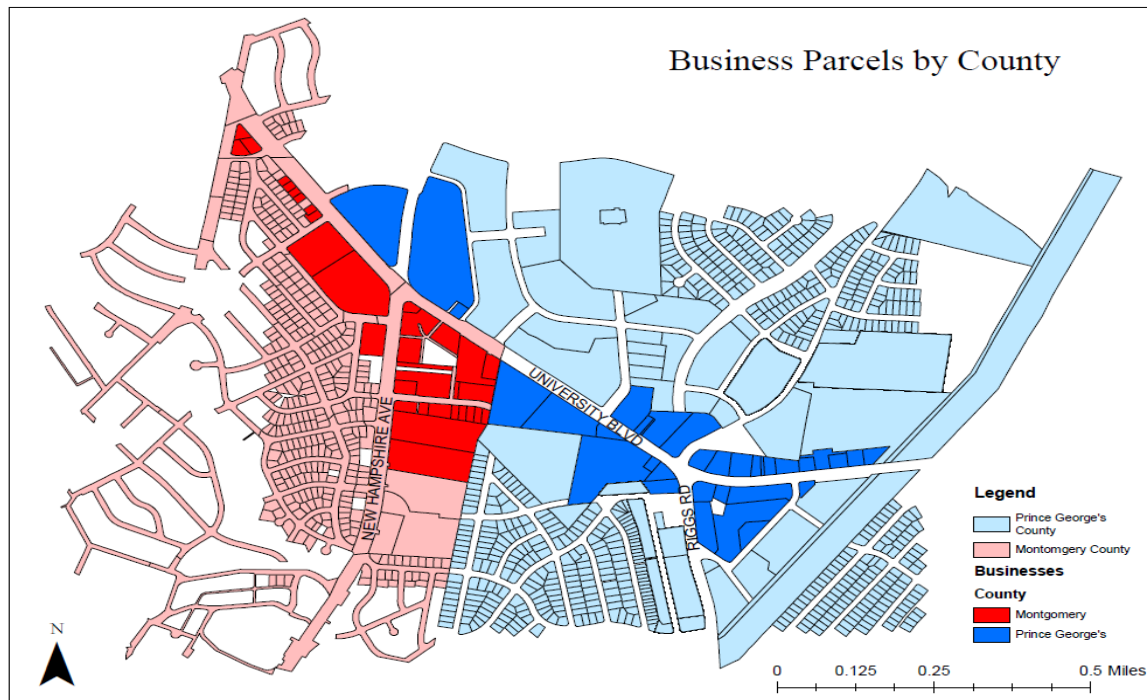 Business Parcels by County
UNIVERSITY BLVD
NEW HAMPSHIRE AVE
RIGGS RD
Legend
Prince George's
County
Montomgery County
Businesses
County
Montgomery
Prince George's
N
0 0.125 0.25 0.5 Miles